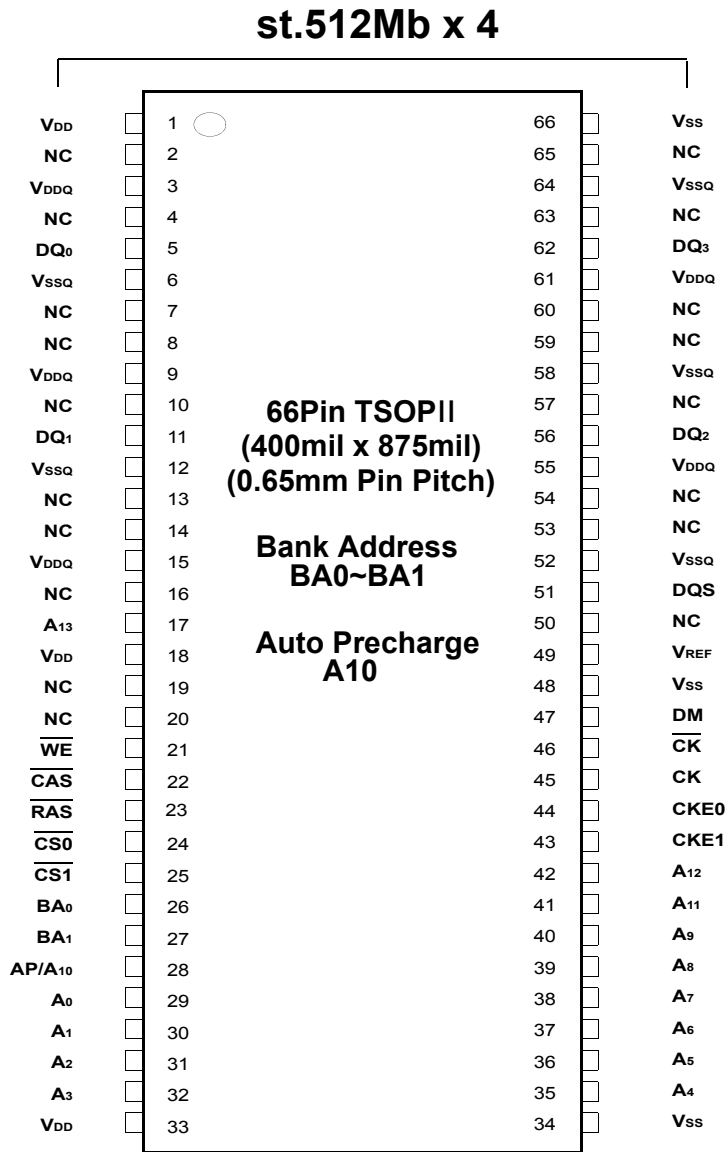 st.512Mb x 4
VDD 1 66 VSS
NC 2 65 NC
VDDQ 3 64 VSSQ
NC 4 63 NC
DQ0 5 62 DQ3
VSSQ 6 61 VDDQ
NC 7 60 NC
NC 8 59 NC
VDDQ 9 58 VSSQ
NC 10 57 NC
DQ1 11 56 DQ2
VSSQ 12 55 VDDQ
NC 13 54 NC
NC 14 53 NC
VDDQ 15 52 VSSQ
NC 16 51 DQS
A13 17 50 NC
VDD 18 49 VREF
NC 19 48 VSS
NC 20 47 DM
W̅E̅ 21 46 C̅K̅
C̅A̅S̅ 22 45 CK
R̅A̅S̅ 23 44 CKE0
C̅S̅0̅ 24 43 CKE1
C̅S̅1̅ 25 42 A12
BA0 26 41 A11
BA1 27 40 A9
AP/A10 28 39 A8
A0 29 38 A7
A1 30 37 A6
A2 31 36 A5
A3 32 35 A4
VDD 33 34 VSS
66Pin TSOPII
(400mil x 875mil)
(0.65mm Pin Pitch)
Bank Address
BA0~BA1
Auto Precharge
A10